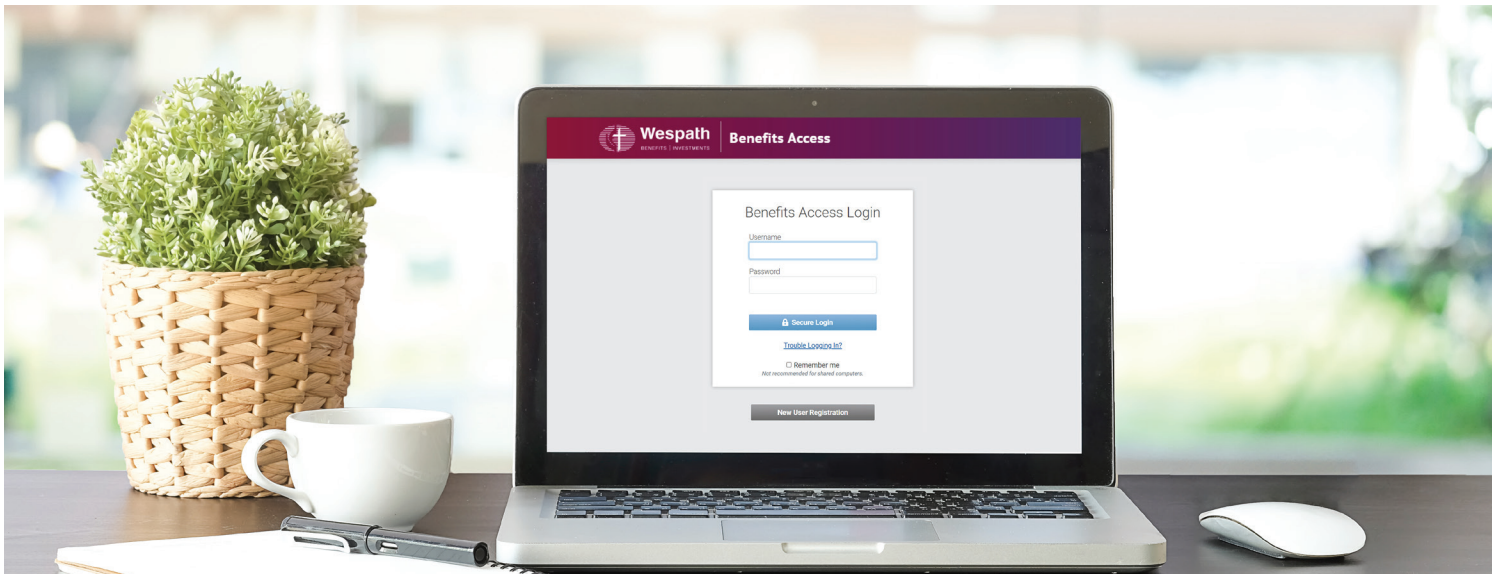 Wespath
BENEFITS | INVESTMENTS
Benefits Access
Benefits Access Login
Username
Password
Secure Login
Trouble Logging In?
Remember me
Not recommended for shared computers.
New User Registration